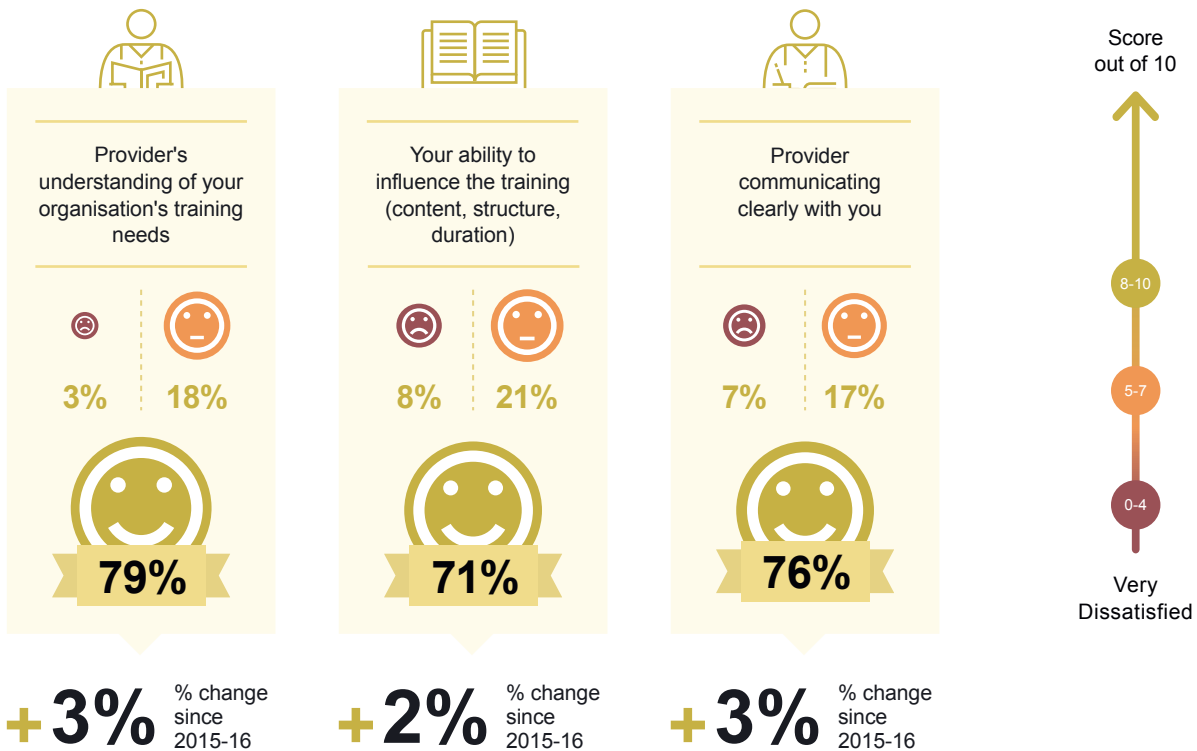 Provider's
understanding of your
organisation's training
needs
3%
18%
79%
+3%
% change
since
2015-16
Your ability to
influence the training
(content, structure,
duration)
8%
21%
71%
+2%
% change
since
2015-16
Provider
communicating
clearly with you
7%
17%
76%
+3%
% change
since
2015-16
Score
out of 10
8-10
5-7
0-4
Very
Dissatisfied